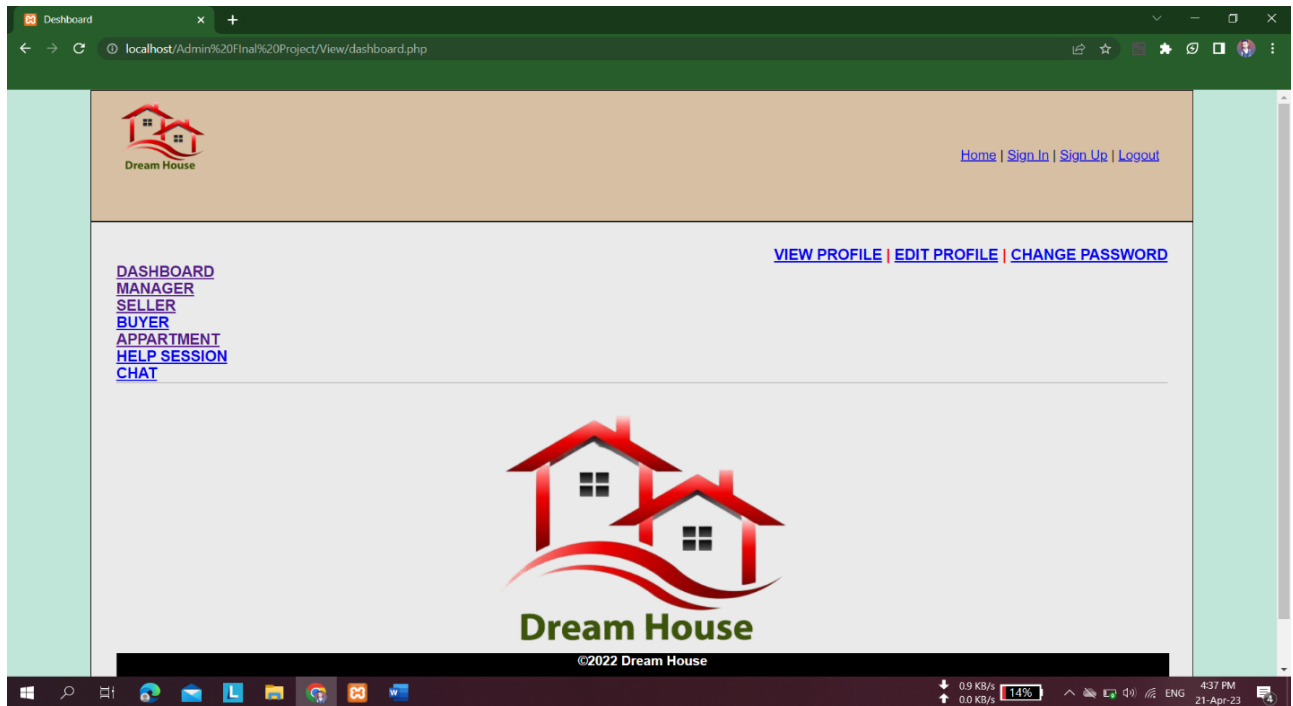 Deshboard
localhost/Admin%20FInal%20Project/View/dashboard.php
Dream House
Home | Sign In | Sign Up | Logout
VIEW PROFILE | EDIT PROFILE | CHANGE PASSWORD
DASHBOARD
MANAGER
SELLER
BUYER
APPARTMENT
HELP SESSION
CHAT
Dream House
©2022 Dream House
0.9 KB/s
0.0 KB/s
14%
ENG
4:37 PM
21-Apr-23
4